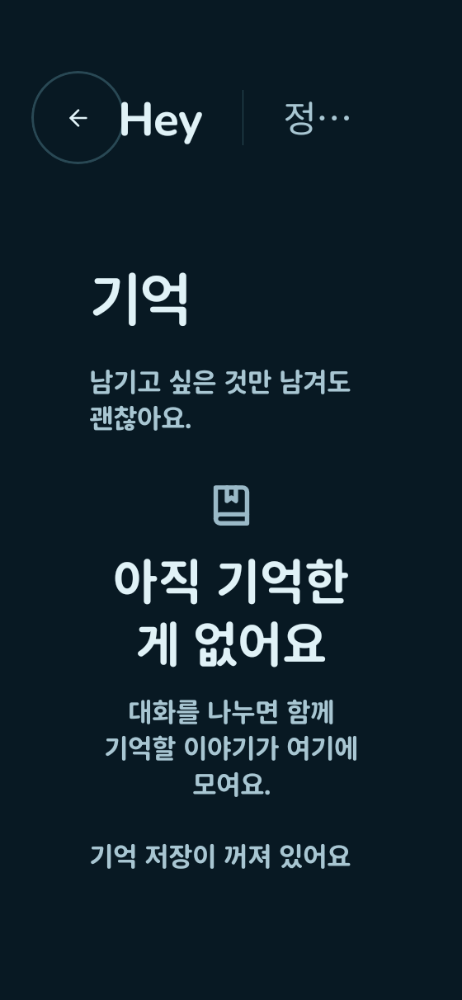 Hey
정…
기억
남기고 싶은 것만 남겨도
괜찮아요.
아직 기억한
게 없어요
대화를 나누면 함께
기억할 이야기가 여기에
모여요.
기억 저장이 꺼져 있어요